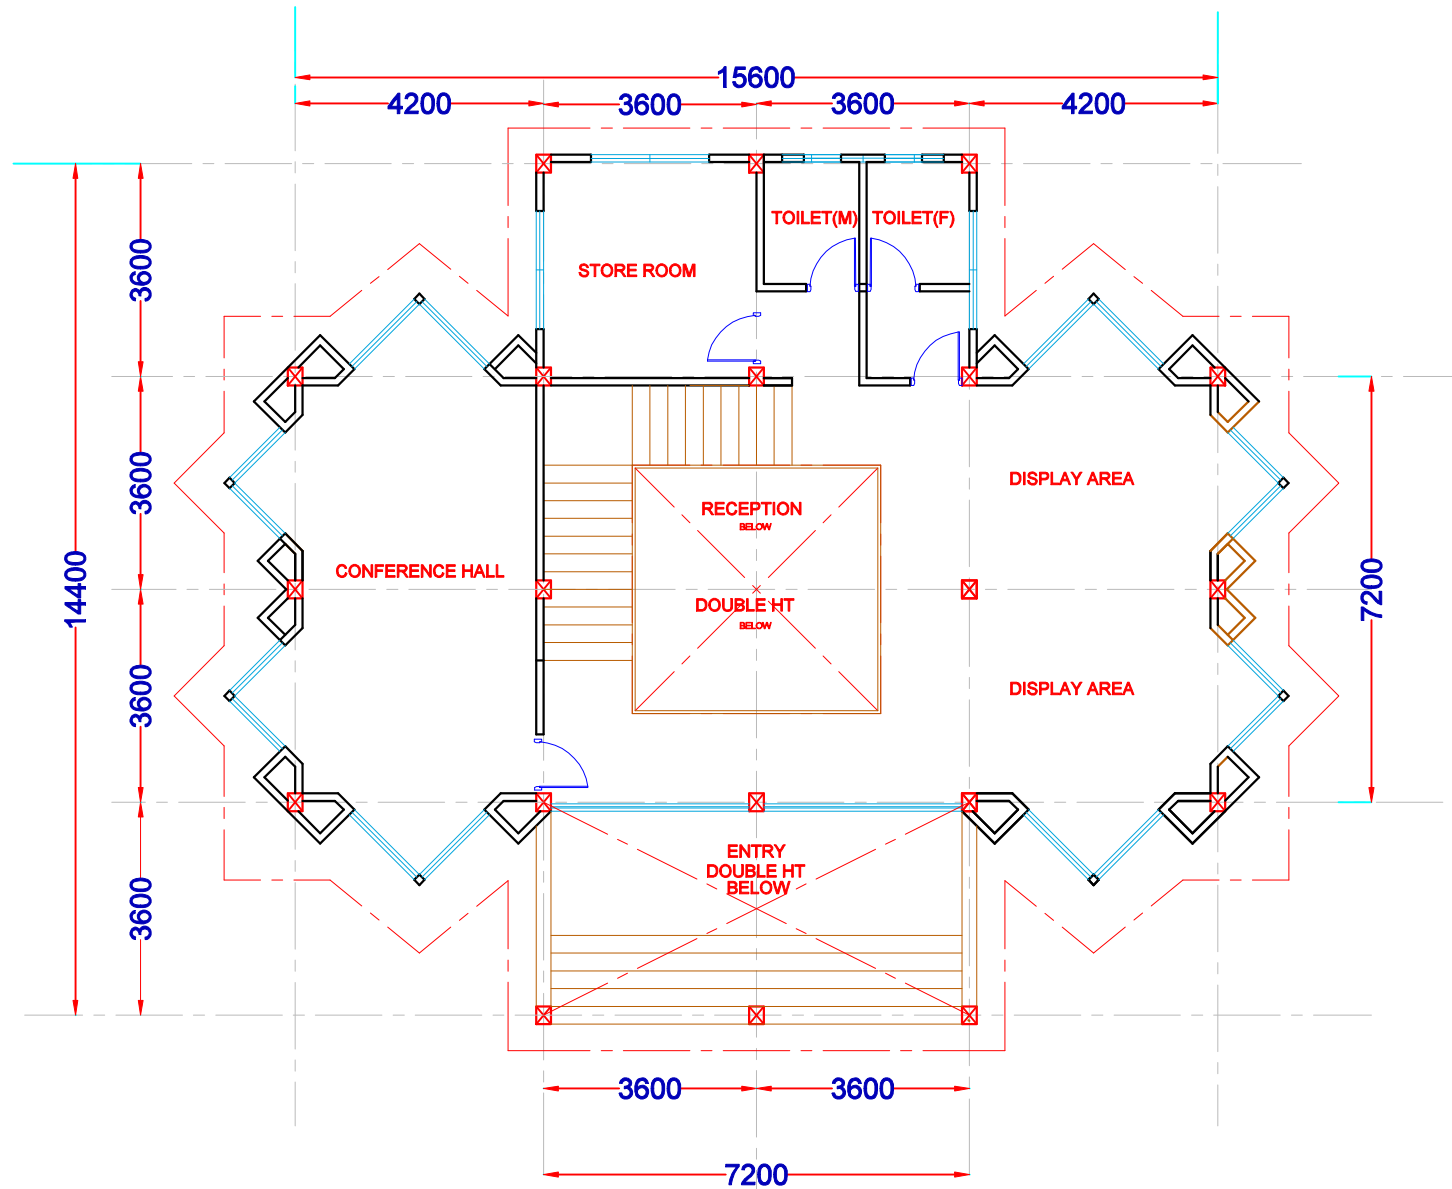 15600
4200
3600
3600
4200
TOILET(M)
TOILET(F)
3600
STORE ROOM
3600
DISPLAY AREA
RECEPTION
BELOW
CONFERENCE HALL
14400
7200
DOUBLE HT
BELOW
3600
DISPLAY AREA
ENTRY
DOUBLE HT
BELOW
3600
3600
3600
7200